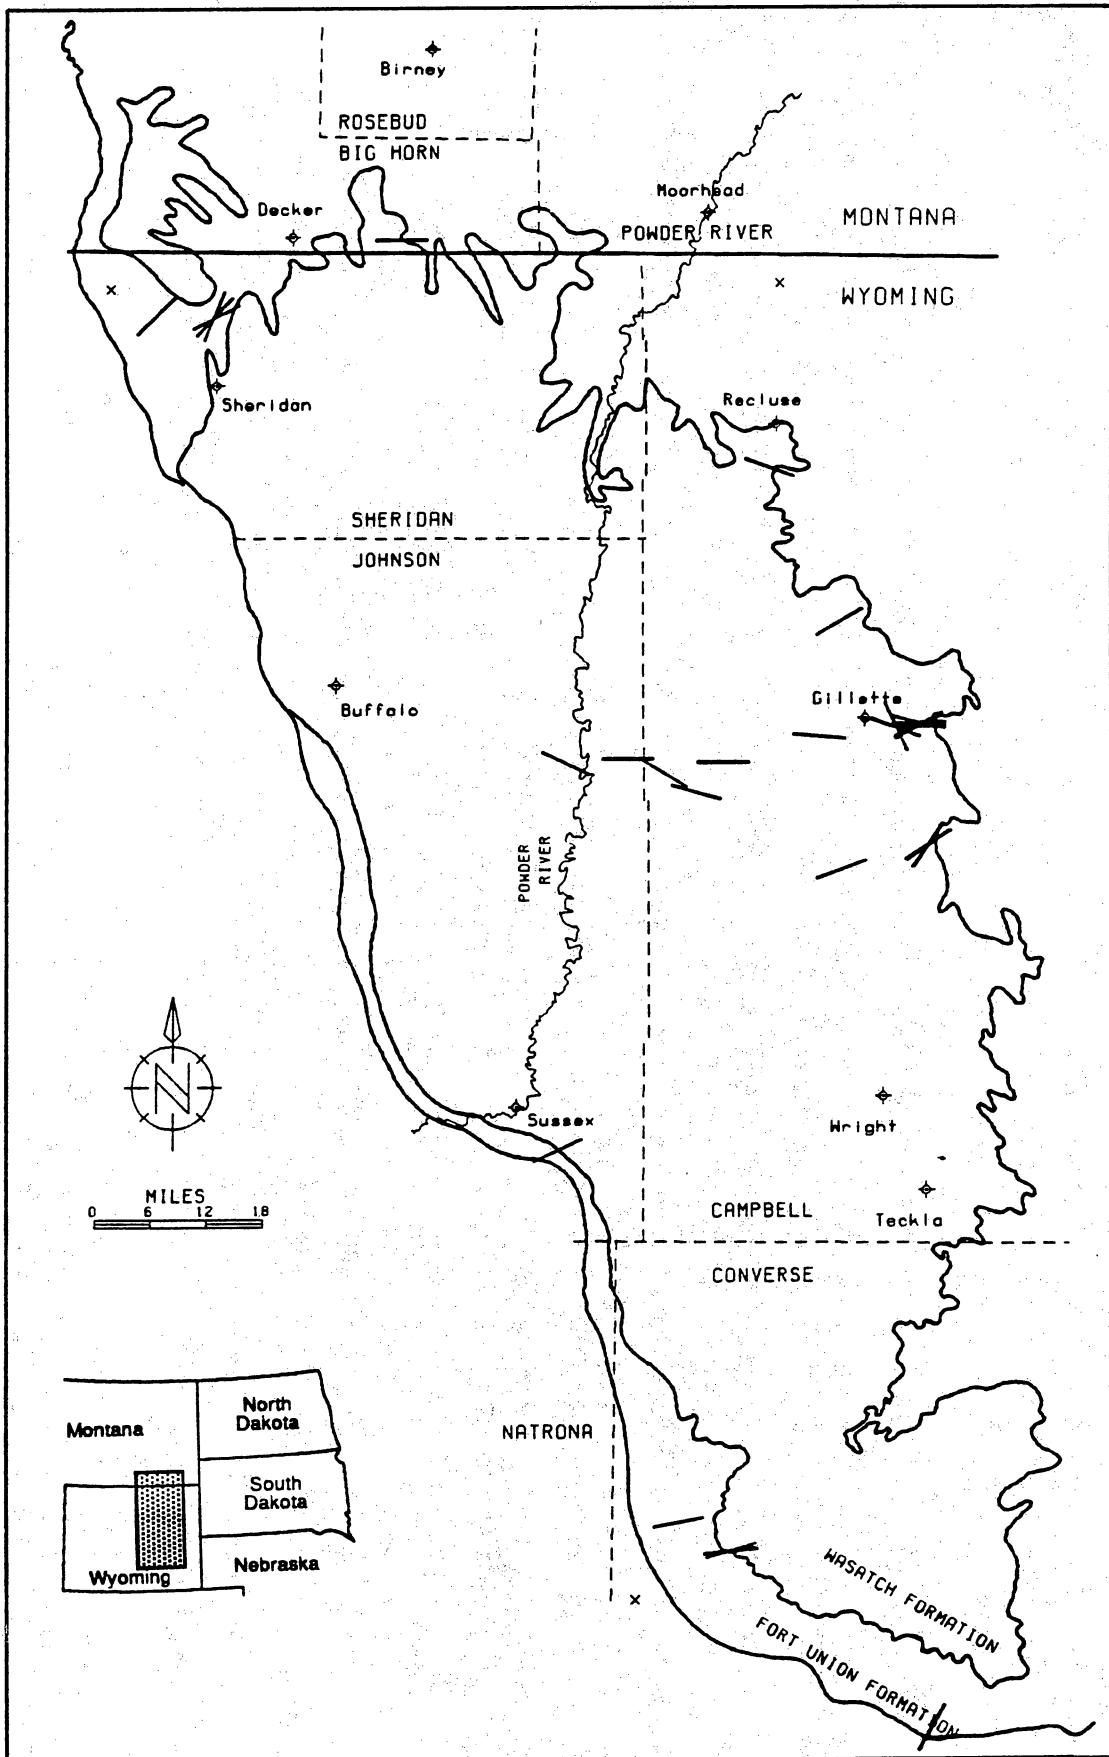 Birney
ROSEBUD
BIG HORN
Moorhead
Decker
MONTANA
POWDER RIVER
WYOMING
Sheridan
Recluse
SHERIDAN
JOHNSON
Buffalo
Gillette
POWDER
RIVER
N
Sussex
Wright
MILES
0 6 12 18
CAMPBELL
Teckla
CONVERSE
NATRONA
Montana
North
Dakota
South
Dakota
Wyoming
Nebraska
WASATCH FORMATION
FORT UNION FORMATION